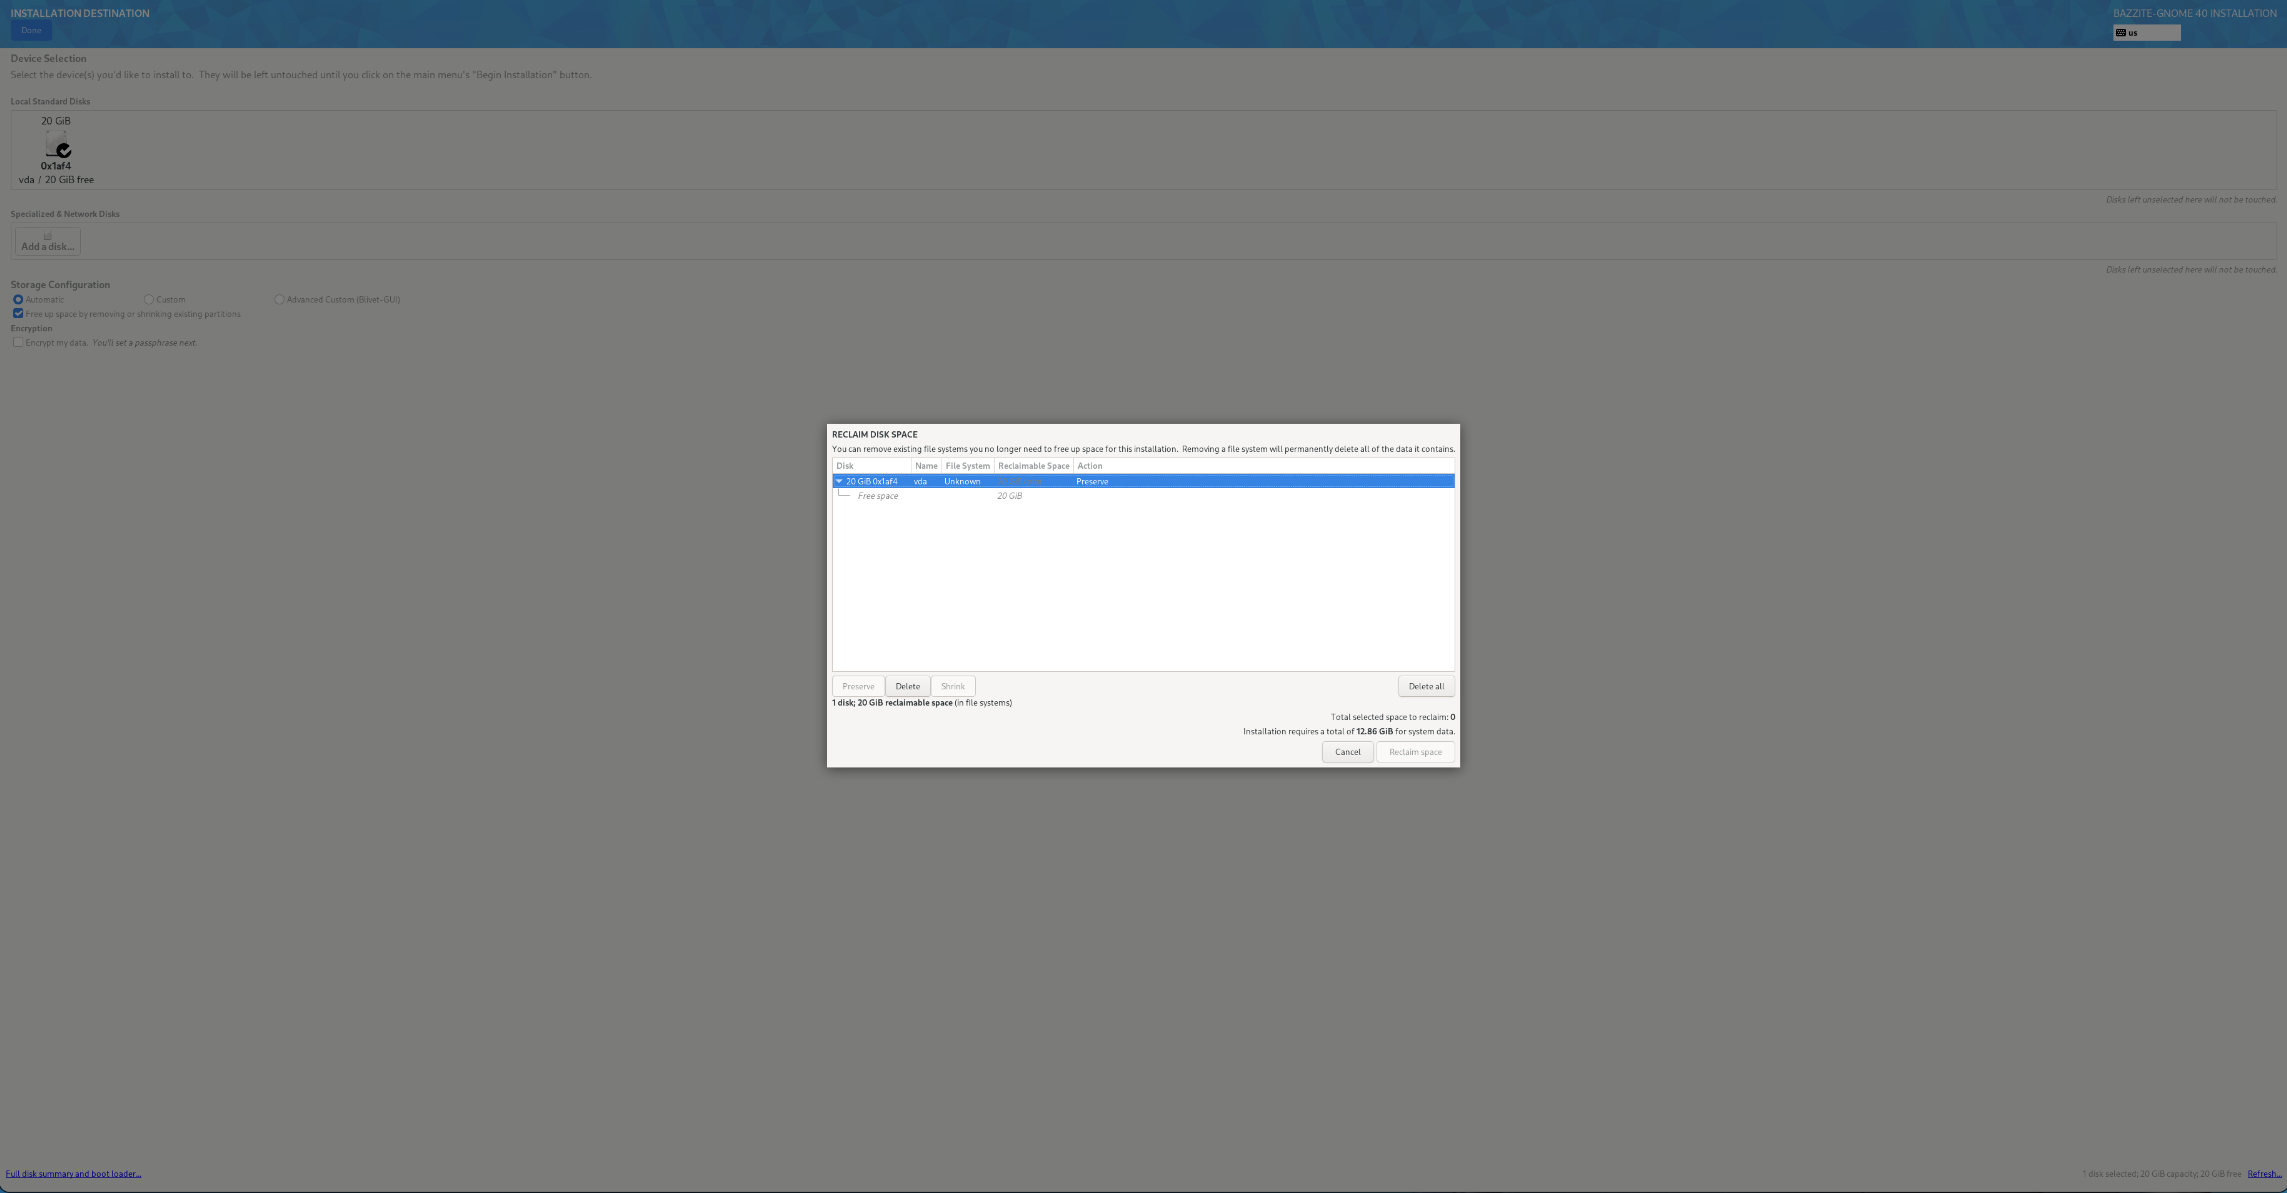 INSTALLATION DESTINATION
BAZZITE-GNOME 40 INSTALLATION
Done
us
Device Selection
Select the device(s) you'd like to install to.  They will be left untouched until you click on the main menu's "Begin Installation" button.
Local Standard Disks
20 GiB
0x1af4
vda / 20 GiB free
Disks left unselected here will not be touched.
Specialized & Network Disks
Add a disk...
Disks left unselected here will not be touched.
Storage Configuration
Automatic
Custom
Advanced Custom (Blivet-GUI)
Free up space by removing or shrinking existing partitions.
Encryption
Encrypt my data.  You'll set a passphrase next.
RECLAIM DISK SPACE
You can remove existing file systems you no longer need to free up space for this installation.  Removing a file system will permanently delete all of the data it contains.
Disk Name File System Reclaimable Space Action
20 GiB 0x1af4 vda Unknown Preserve
Free space 20 GiB
Preserve Delete Shrink Delete all
1 disk; 20 GiB reclaimable space (in file systems)
Total selected space to reclaim: 0
Installation requires a total of 12.86 GiB for system data.
Cancel Reclaim space
Full disk summary and boot loader...
1 disk selected; 20 GiB capacity; 20 GiB free Refresh...